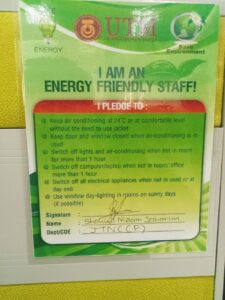 ENERGY
UTM
Save
Environment
I AM AN
ENERGY FRIENDLY STAFF!
I PLEDGE TO :
Keep air conditioning at 24°C or at comfortable level
without the need to use jacket
Keep door and window closed when air-conditioning is in
used
Switch off lights and air-conditioning when not in room
for more than 1 hour
Switch off computer/laptop when not in room/ office
more than 1 hour
Switch off all electrical appliances when not in used or at
day end
Use window day-lighting in rooms on sunny days
(if possible)
Signature :
Name :
Dept/COE : JTNC(P)